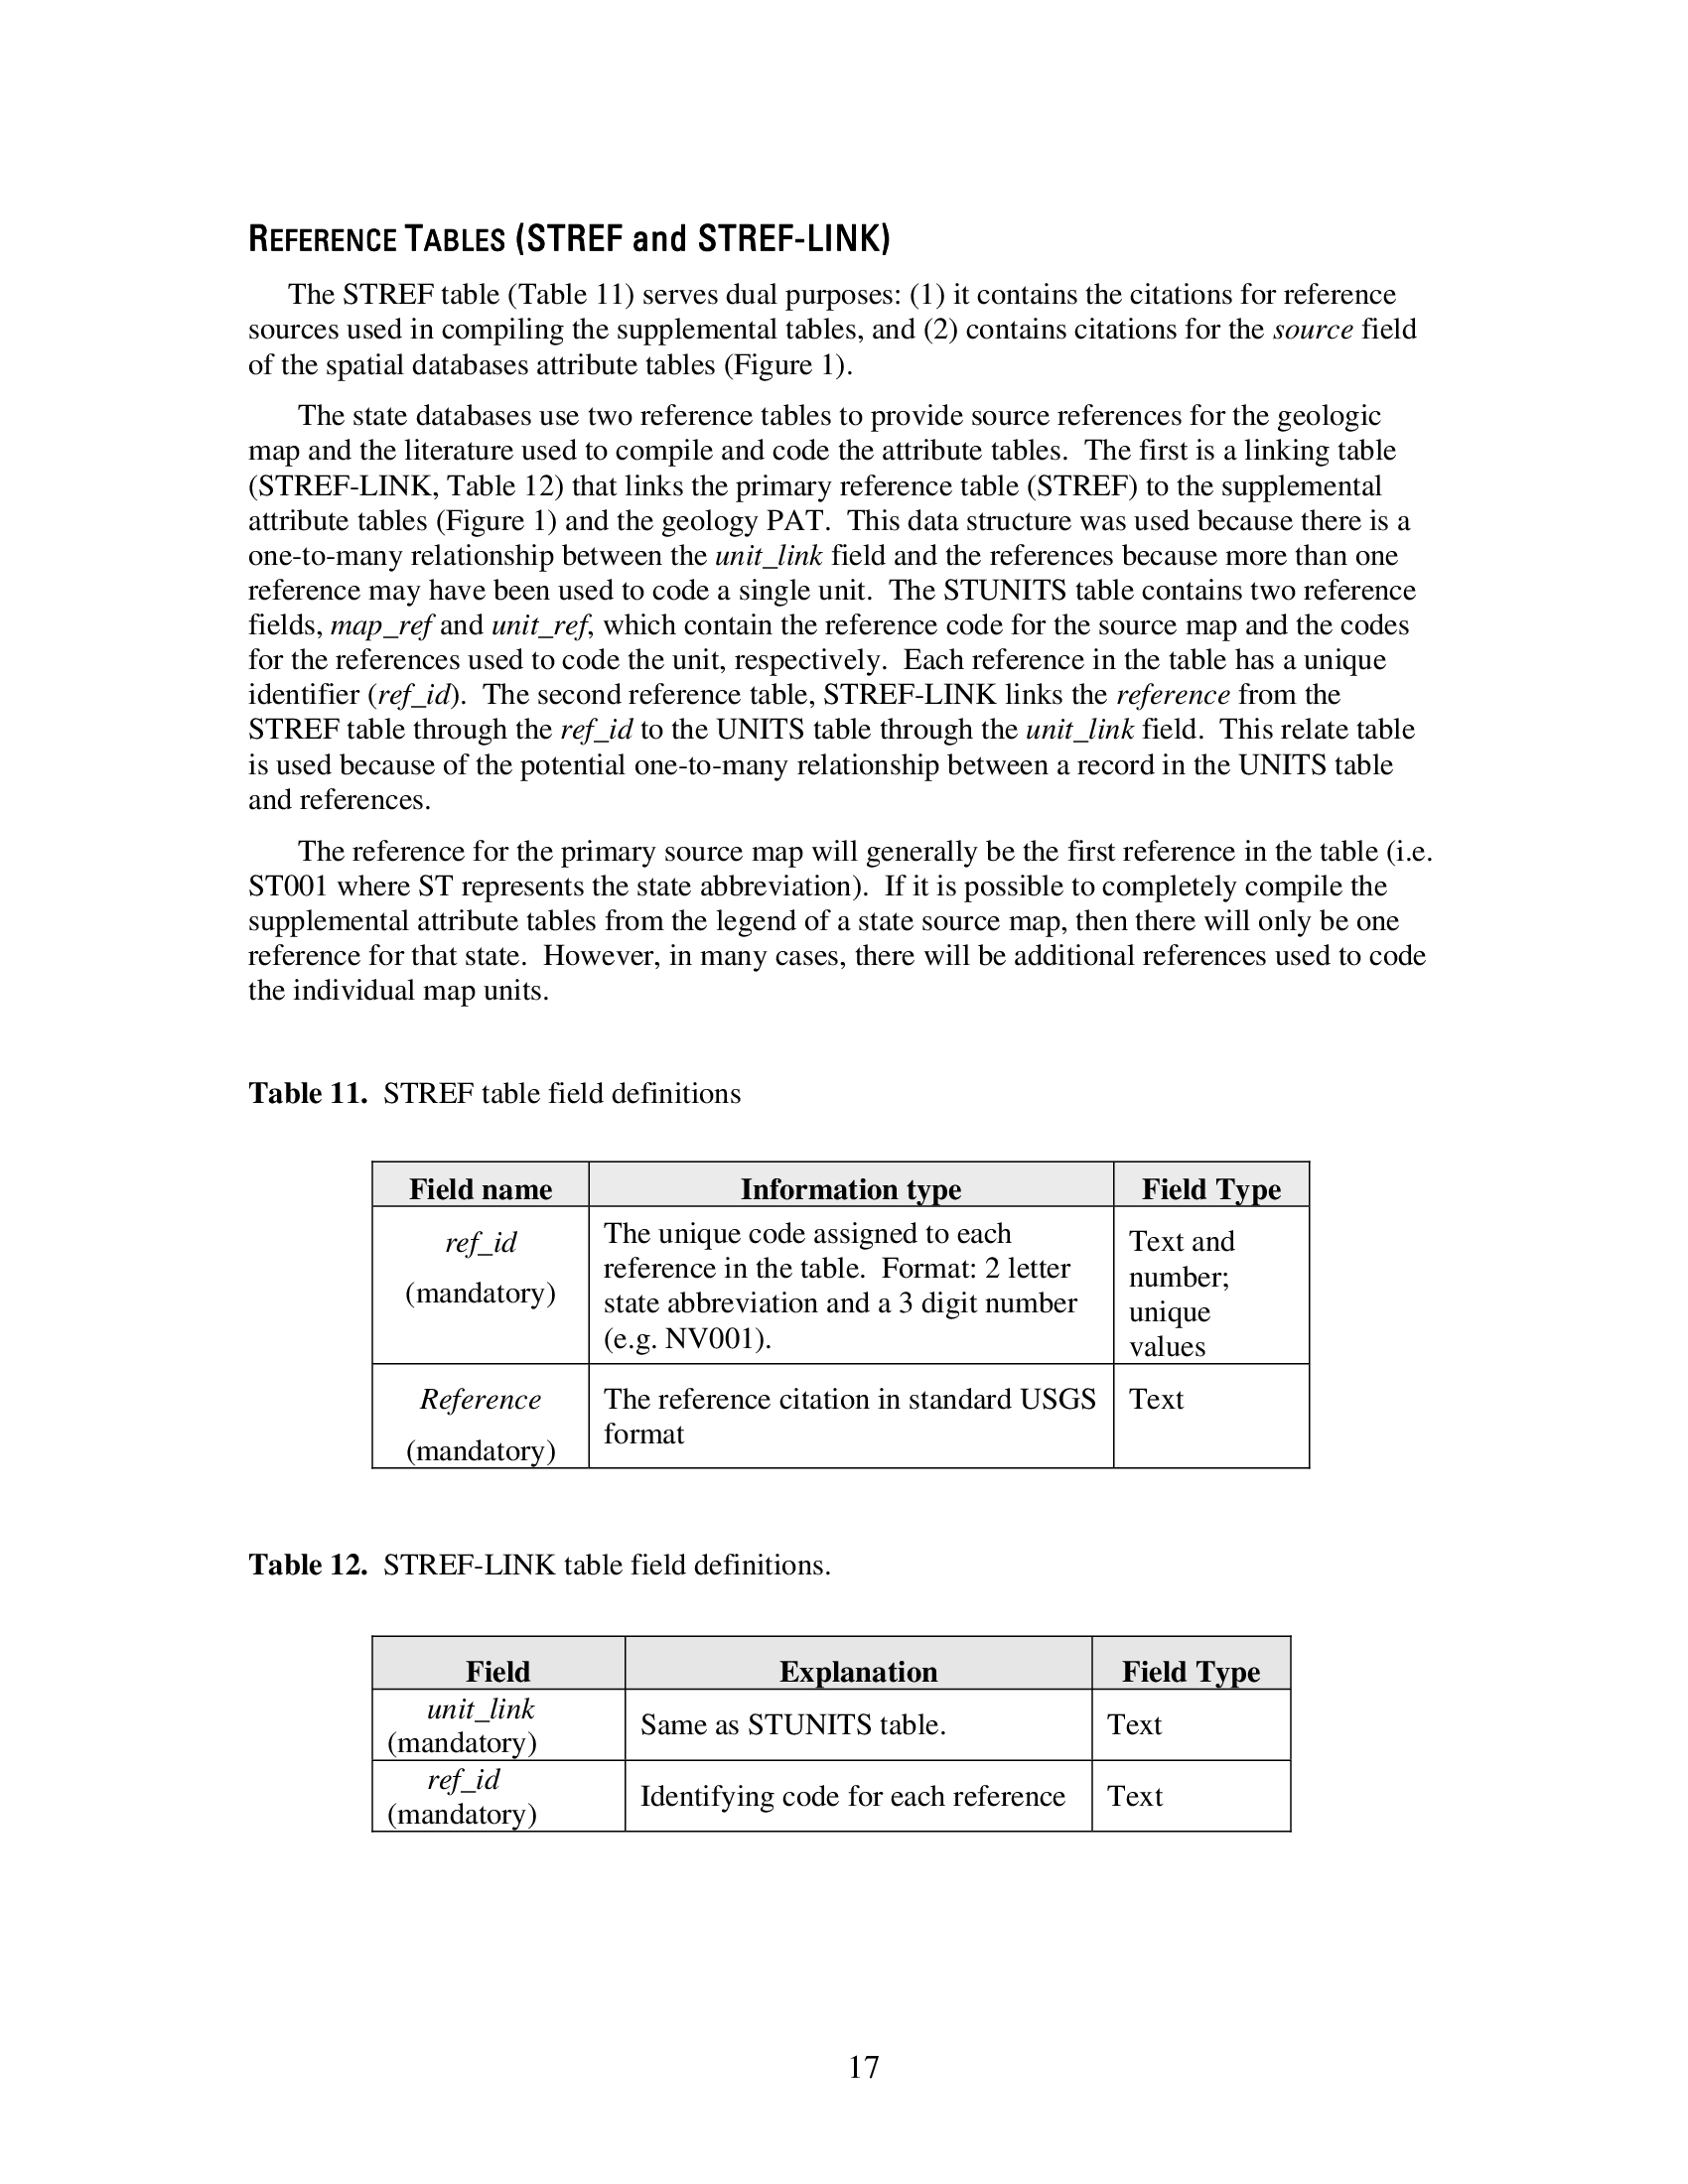 REFERENCE TABLES (STREF and STREF-LINK)
The STREF table (Table 11) serves dual purposes: (1) it contains the citations for reference
sources used in compiling the supplemental tables, and (2) contains citations for the source field
of the spatial databases attribute tables (Figure 1).
The state databases use two reference tables to provide source references for the geologic
map and the literature used to compile and code the attribute tables.  The first is a linking table
(STREF-LINK, Table 12) that links the primary reference table (STREF) to the supplemental
attribute tables (Figure 1) and the geology PAT.  This data structure was used because there is a
one-to-many relationship between the unit_link field and the references because more than one
reference may have been used to code a single unit.  The STUNITS table contains two reference
fields, map_ref and unit_ref, which contain the reference code for the source map and the codes
for the references used to code the unit, respectively.  Each reference in the table has a unique
identifier (ref_id).  The second reference table, STREF-LINK links the reference from the
STREF table through the ref_id to the UNITS table through the unit_link field.  This relate table
is used because of the potential one-to-many relationship between a record in the UNITS table
and references.
The reference for the primary source map will generally be the first reference in the table (i.e.
ST001 where ST represents the state abbreviation).  If it is possible to completely compile the
supplemental attribute tables from the legend of a state source map, then there will only be one
reference for that state.  However, in many cases, there will be additional references used to code
the individual map units.
Table 11.  STREF table field definitions
Field name Information type Field Type
ref_id
(mandatory)
The unique code assigned to each
reference in the table.  Format: 2 letter
state abbreviation and a 3 digit number
(e.g. NV001).
Text and
number;
unique
values
Reference
(mandatory)
The reference citation in standard USGS
format
Text
Table 12.  STREF-LINK table field definitions.
Field Explanation Field Type
unit_link
(mandatory)
Same as STUNITS table.
Text
ref_id
(mandatory)
Identifying code for each reference
Text
17